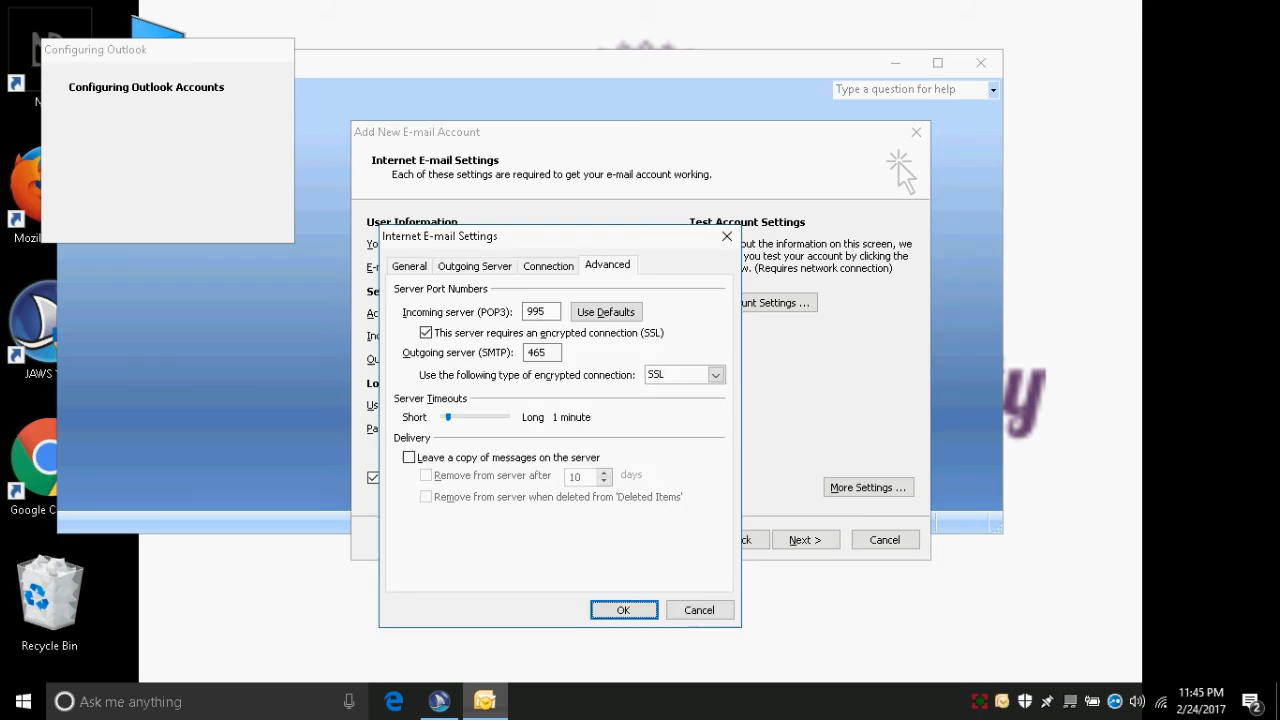 Configuring Outlook
Configuring Outlook Accounts
Type a question for help
Add New E-mail Account
Internet E-mail Settings
Each of these settings are required to get your e-mail account working.
User Information
Test Account Settings
out the information on this screen, we
you test your account by clicking the
w. (Requires network connection)
unt Settings ...
Internet E-mail Settings
General
Outgoing Server
Connection
Advanced
Server Port Numbers
Incoming server (POP3):
995
Use Defaults
This server requires an encrypted connection (SSL)
Outgoing server (SMTP):
465
Use the following type of encrypted connection:
SSL
Server Timeouts
Short
Long 1 minute
Delivery
Leave a copy of messages on the server
Remove from server after
10
days
Remove from server when deleted from 'Deleted Items'
OK
Cancel
More Settings ...
ck
Next >
Cancel
Mozil
JAWS
Google C
Recycle Bin
Ask me anything
11:45 PM
2/24/2017
2